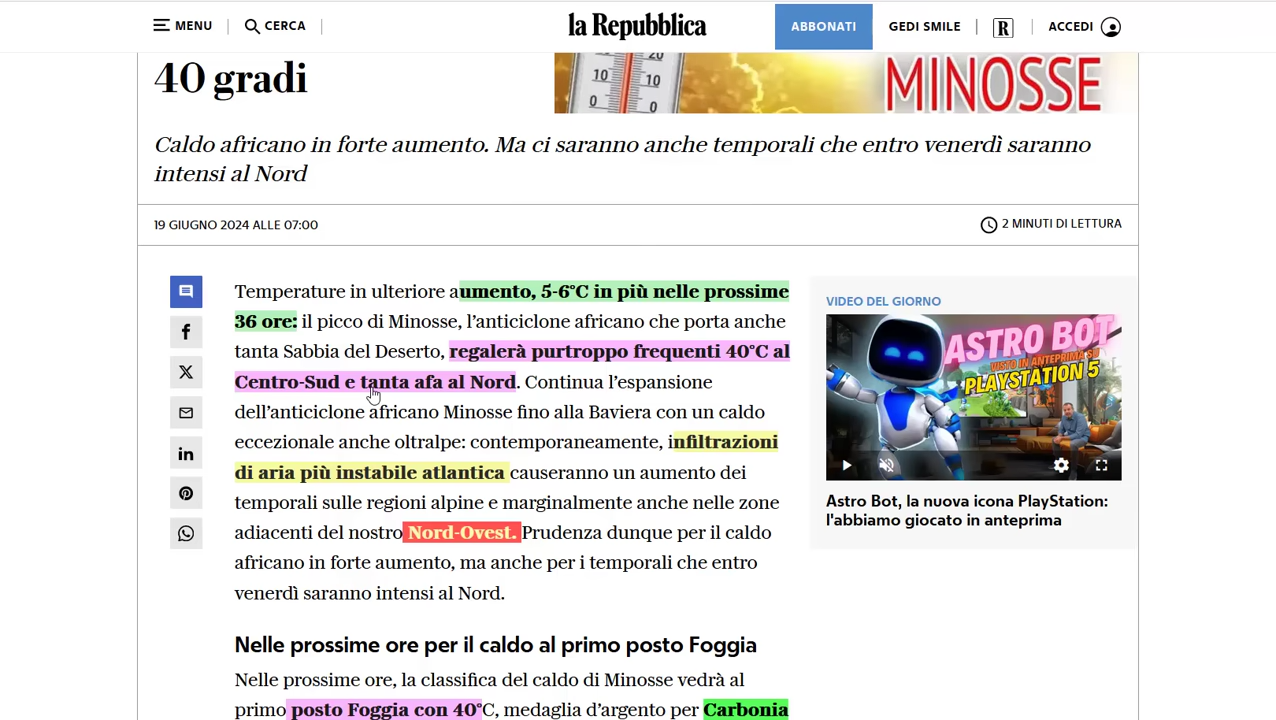 MENU
CERCA
la Repubblica
ABBONATI
GEDI SMILE
R
ACCEDI
40 gradi
20
10 10
0 0
MINOSSE
Caldo africano in forte aumento. Ma ci saranno anche temporali che entro venerdì saranno
intensi al Nord
19 GIUGNO 2024 ALLE 07:00
2 MINUTI DI LETTURA
Temperature in ulteriore aumento, 5-6°C in più nelle prossime
36 ore: il picco di Minosse, l'anticiclone africano che porta anche
tanta Sabbia del Deserto, regalerà purtroppo frequenti 40°C al
Centro-Sud e tanta afa al Nord. Continua l'espansione
dell'anticiclone africano Minosse fino alla Baviera con un caldo
eccezionale anche oltralpe: contemporaneamente, infiltrazioni
di aria più instabile atlantica causeranno un aumento dei
temporali sulle regioni alpine e marginalmente anche nelle zone
adiacenti del nostro Nord-Ovest. Prudenza dunque per il caldo
africano in forte aumento, ma anche per i temporali che entro
venerdì saranno intensi al Nord.
Nelle prossime ore per il caldo al primo posto Foggia
Nelle prossime ore, la classifica del caldo di Minosse vedrà al
primo posto Foggia con 40°C, medaglia d'argento per Carbonia
VIDEO DEL GIORNO
ASTRO BOT
VISTO IN ANTEPRIMA SU
PLAYSTATION 5
Astro Bot, la nuova icona PlayStation:
l'abbiamo giocato in anteprima